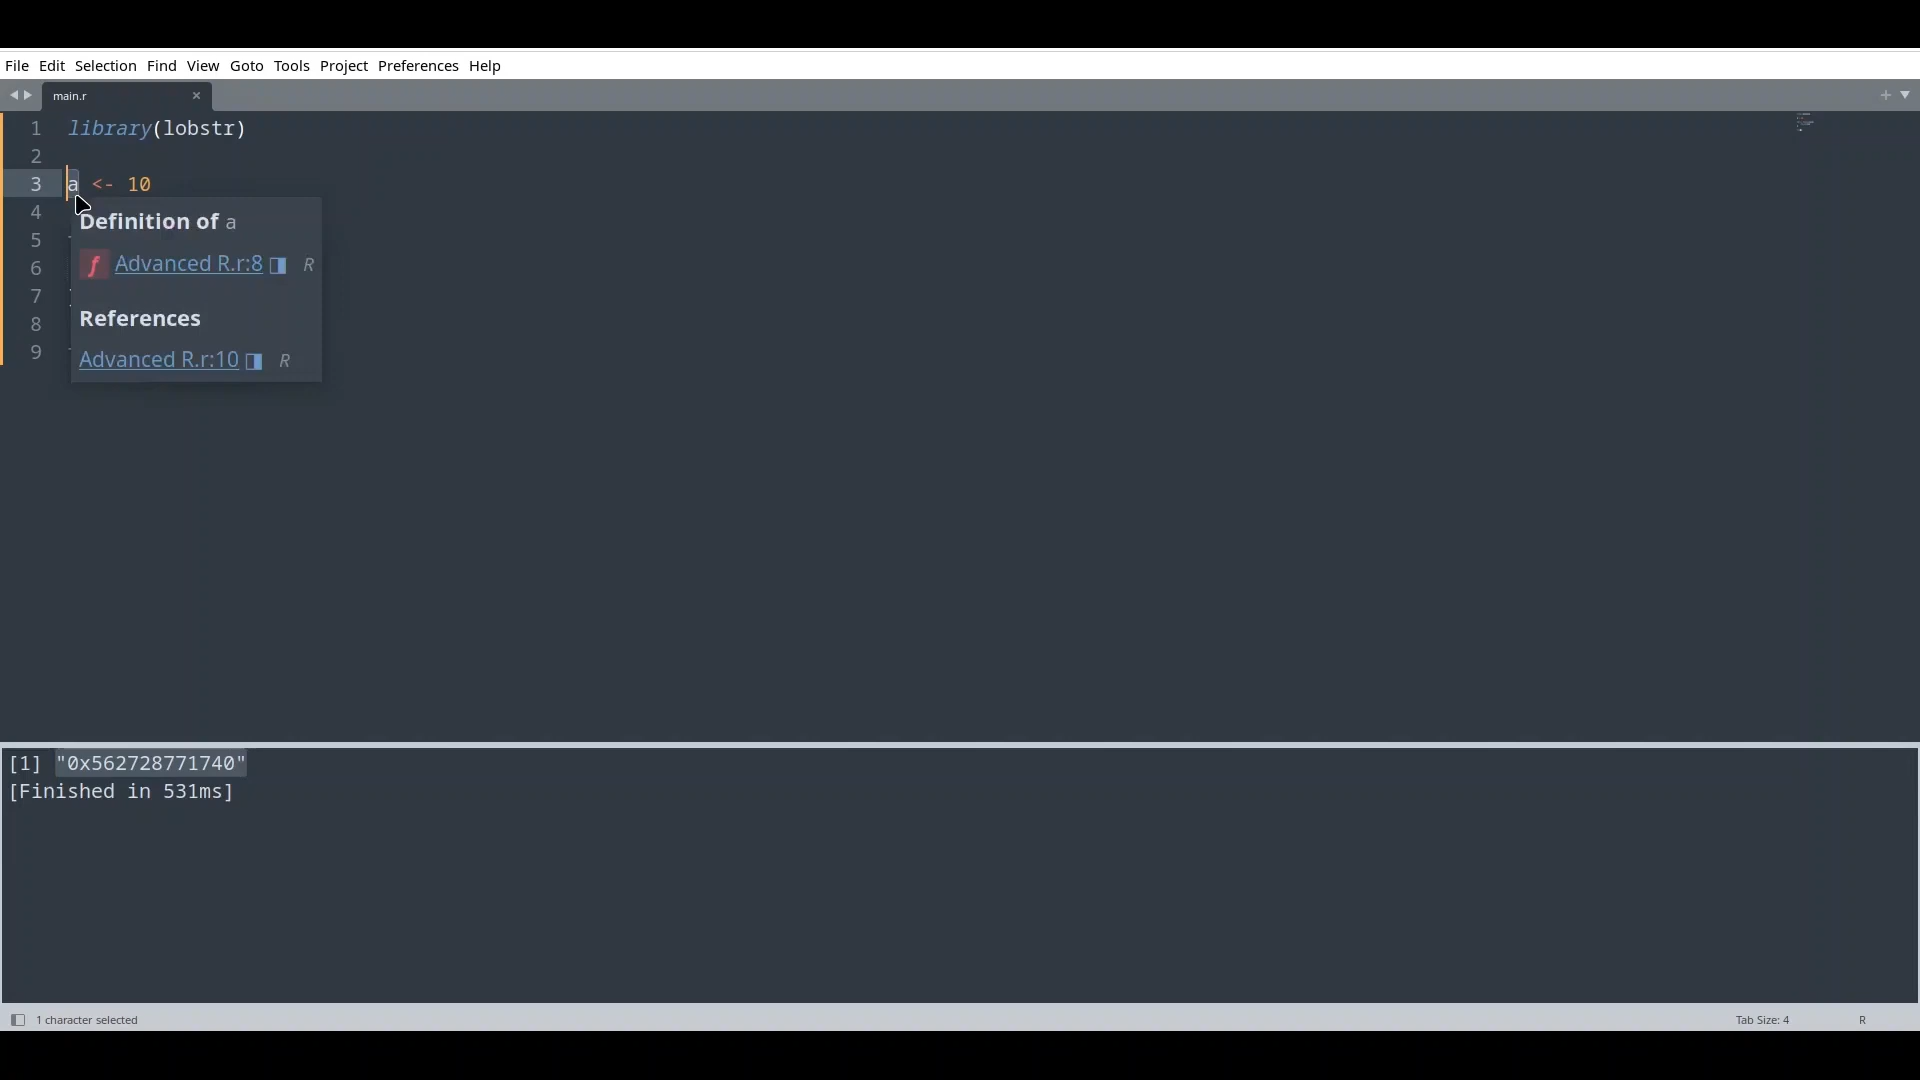 File Edit Selection Find View Goto Tools Project Preferences Help
main.r
1 library(lobstr)
2
3 a <- 10
4
5
6
7
8
9
Definition of a
f Advanced R.r:8 R
References
Advanced R.r:10 R
[1] "0x562728771740"
[Finished in 531ms]
1 character selected
Tab Size: 4
R